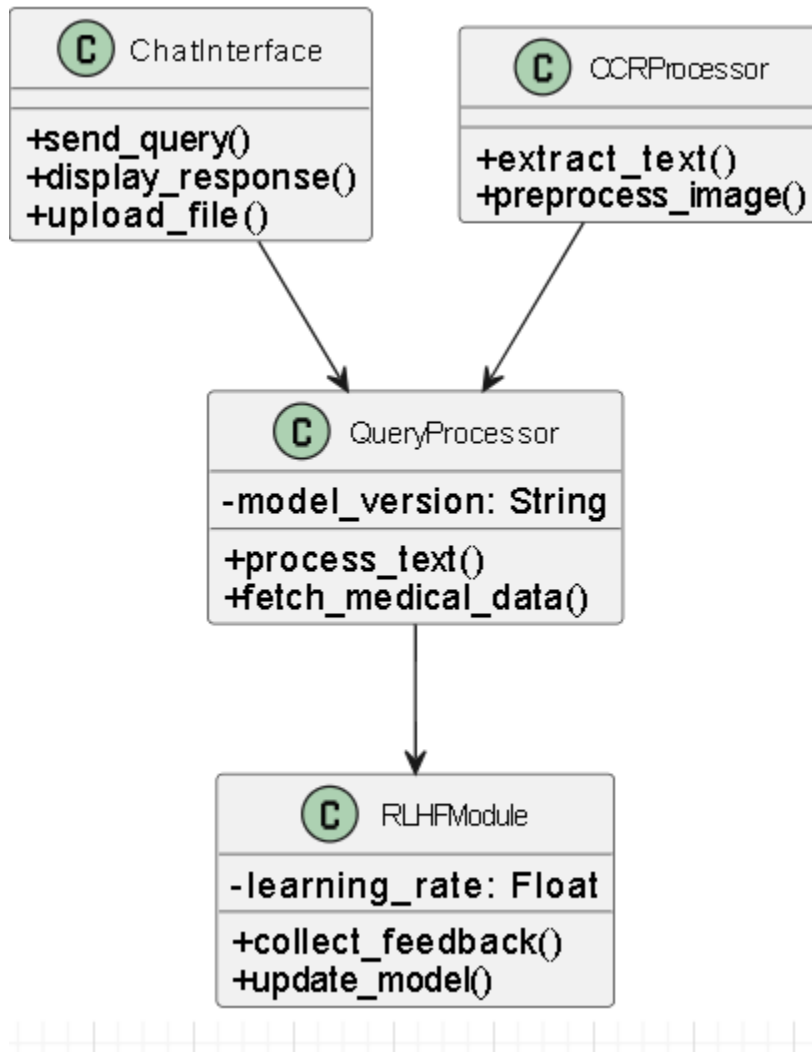 C ChatInterface
+send_query()
+display_response()
+upload_file()
C OCRProcessor
+extract_text()
+preprocess_image()
C QueryProcessor
-model_version: String
+process_text()
+fetch_medical_data()
C RLHFModule
-learning_rate: Float
+collect_feedback()
+update_model()